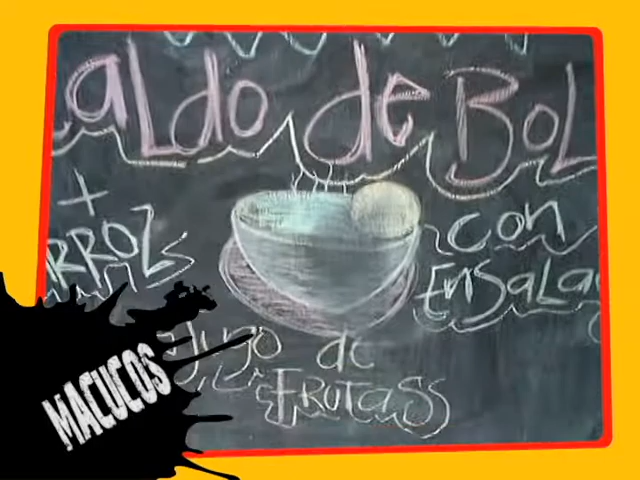 aldo de Bol
+
ARROZ
con
EnsaLa
Jugo de
FRUTASS
MACUCOS